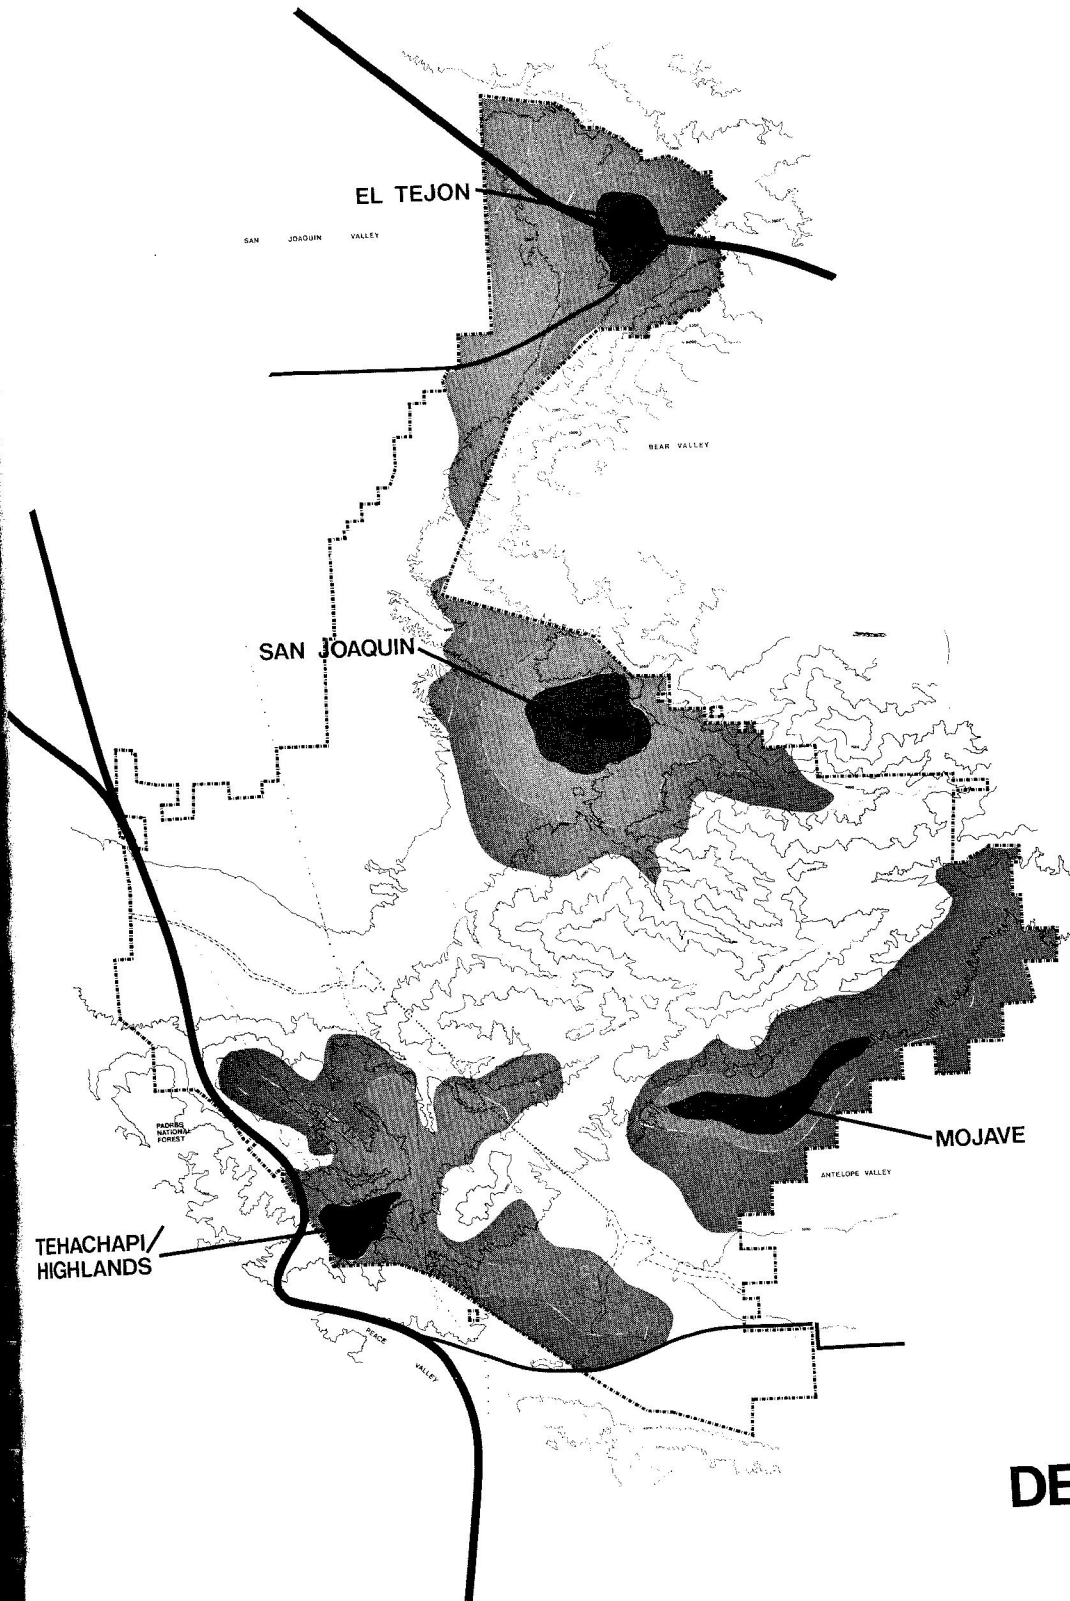 EL TEJON
SAN JOAQUIN VALLEY
BEAR VALLEY
SAN JOAQUIN
PADRES
NATIONAL
FOREST
MOJAVE
ANTELOPE VALLEY
TEHACHAPI/
HIGHLANDS
PEACE VALLEY
DE